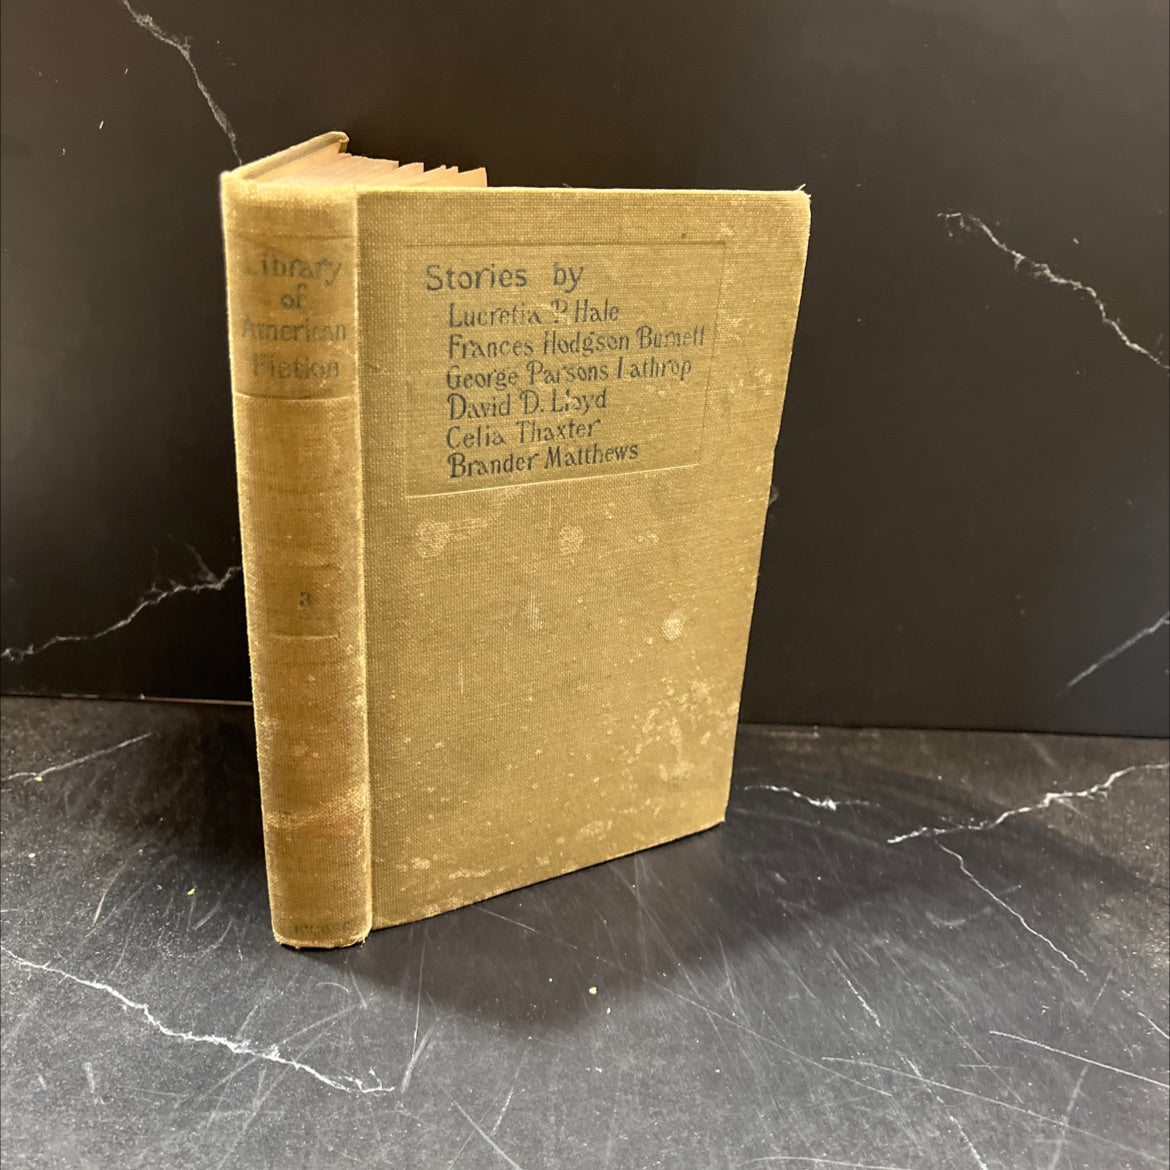 Library
of
American
Fiction
3
Stories by
Lucretia P. Hale
Frances Hodgson Burnett
George Parsons Lathrop
David D. Lloyd
Celia Thaxter
Brander Matthews